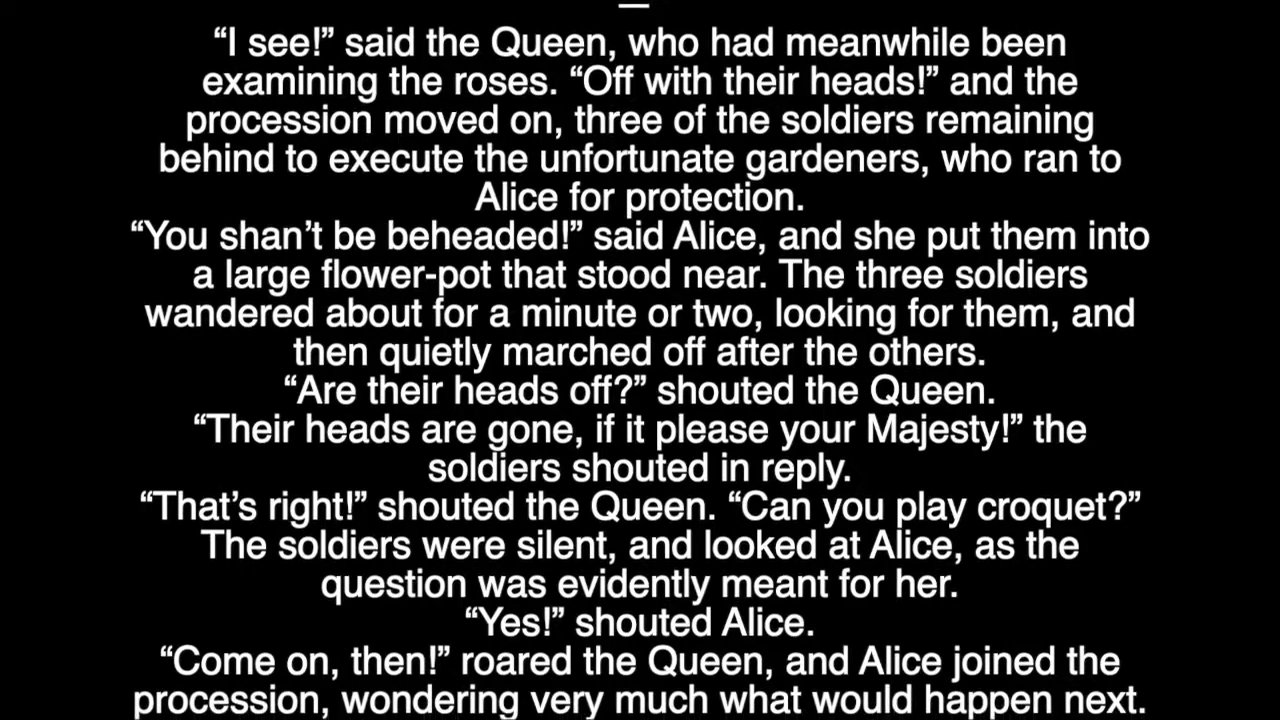 “I see!” said the Queen, who had meanwhile been
examining the roses. “Off with their heads!” and the
procession moved on, three of the soldiers remaining
behind to execute the unfortunate gardeners, who ran to
Alice for protection.
“You shan’t be beheaded!” said Alice, and she put them into
a large flower-pot that stood near. The three soldiers
wandered about for a minute or two, looking for them, and
then quietly marched off after the others.
“Are their heads off?” shouted the Queen.
“Their heads are gone, if it please your Majesty!” the
soldiers shouted in reply.
“That’s right!” shouted the Queen. “Can you play croquet?”
The soldiers were silent, and looked at Alice, as the
question was evidently meant for her.
“Yes!” shouted Alice.
“Come on, then!” roared the Queen, and Alice joined the
procession, wondering very much what would happen next.